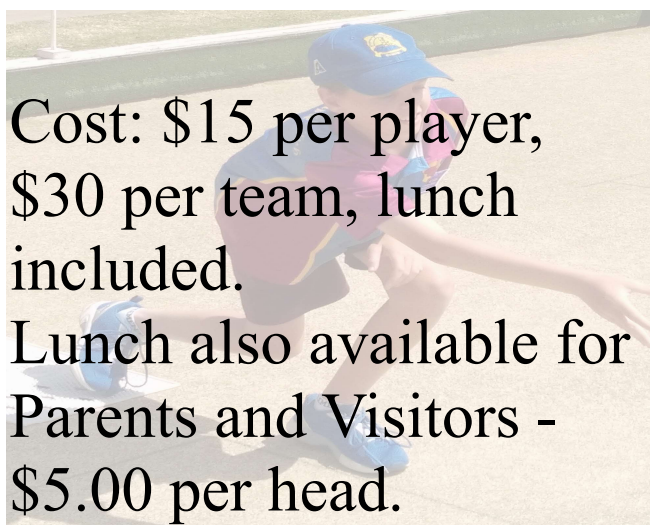 Cost: $15 per player,
$30 per team, lunch
included.
Lunch also available for
Parents and Visitors -
$5.00 per head.